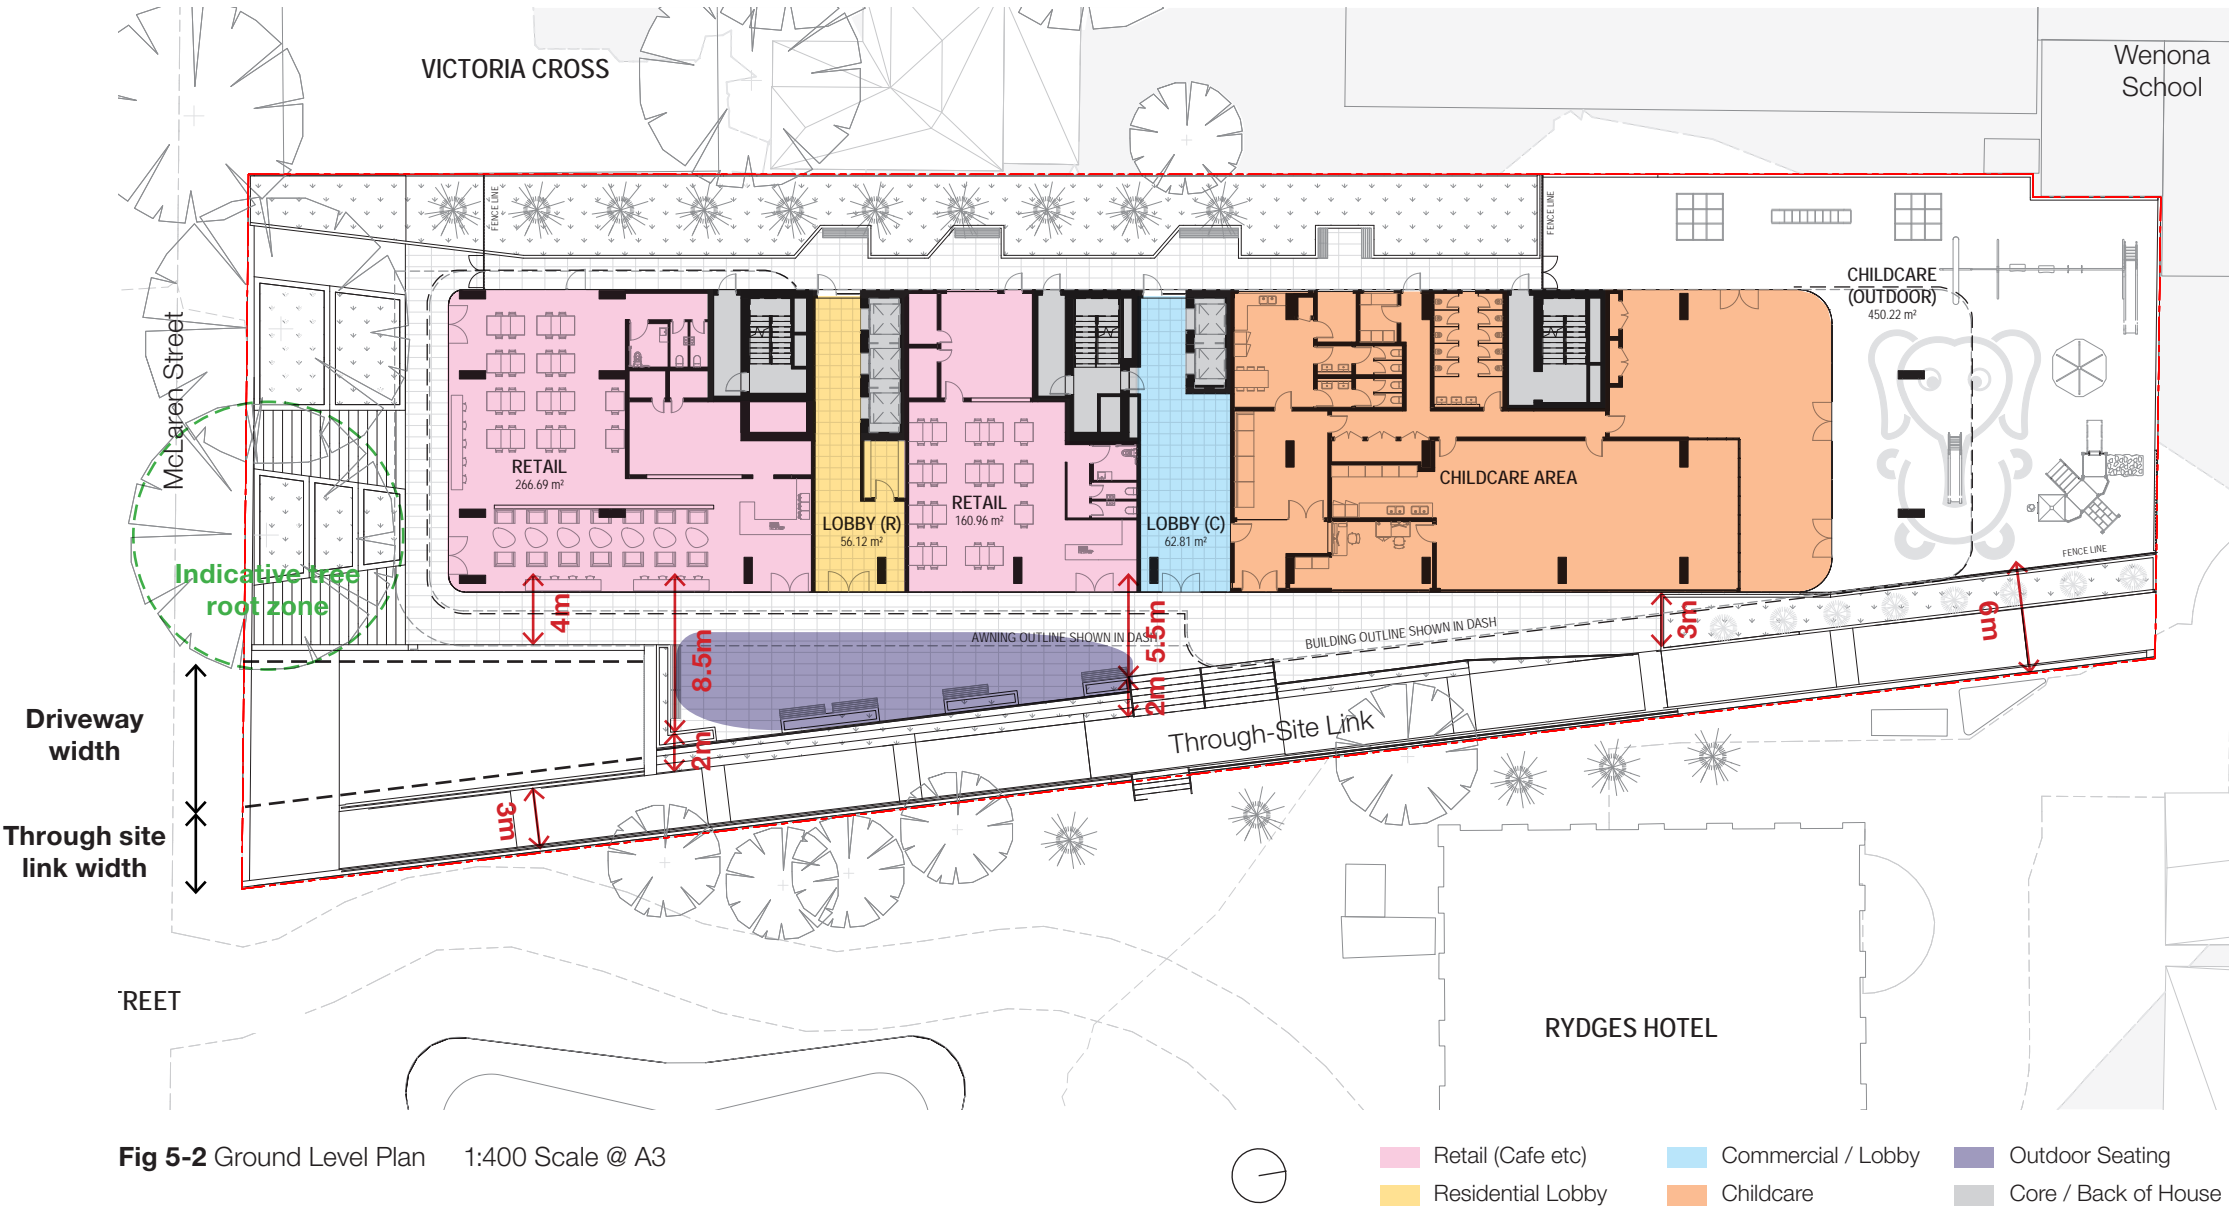 VICTORIA CROSS
Wenona
School
FENCE LINE
FENCE LINE
CHILDCARE
(OUTDOOR)
450.22 m²
McLaren Street
RETAIL
266.69 m²
LOBBY (R)
56.12 m²
RETAIL
160.96 m²
LOBBY (C)
62.81 m²
CHILDCARE AREA
FENCE LINE
Indicative tree
root zone
4m
8.5m
5.5m
3m
6m
AWNING OUTLINE SHOWN IN DASH
BUILDING OUTLINE SHOWN IN DASH
2m
2m
3m
Through-Site Link
Driveway
width
Through site
link width
TREET
RYDGES HOTEL
Fig 5-2 Ground Level Plan 1:400 Scale @ A3
Retail (Cafe etc)
Commercial / Lobby
Outdoor Seating
Residential Lobby
Childcare
Core / Back of House